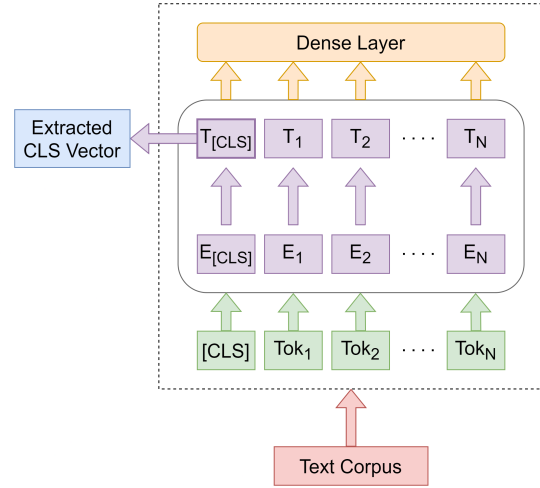 Dense Layer
Extracted
CLS Vector
T[CLS] T1 T2 .... TN
E[CLS] E1 E2 .... EN
[CLS] Tok1 Tok2 .... TokN
Text Corpus